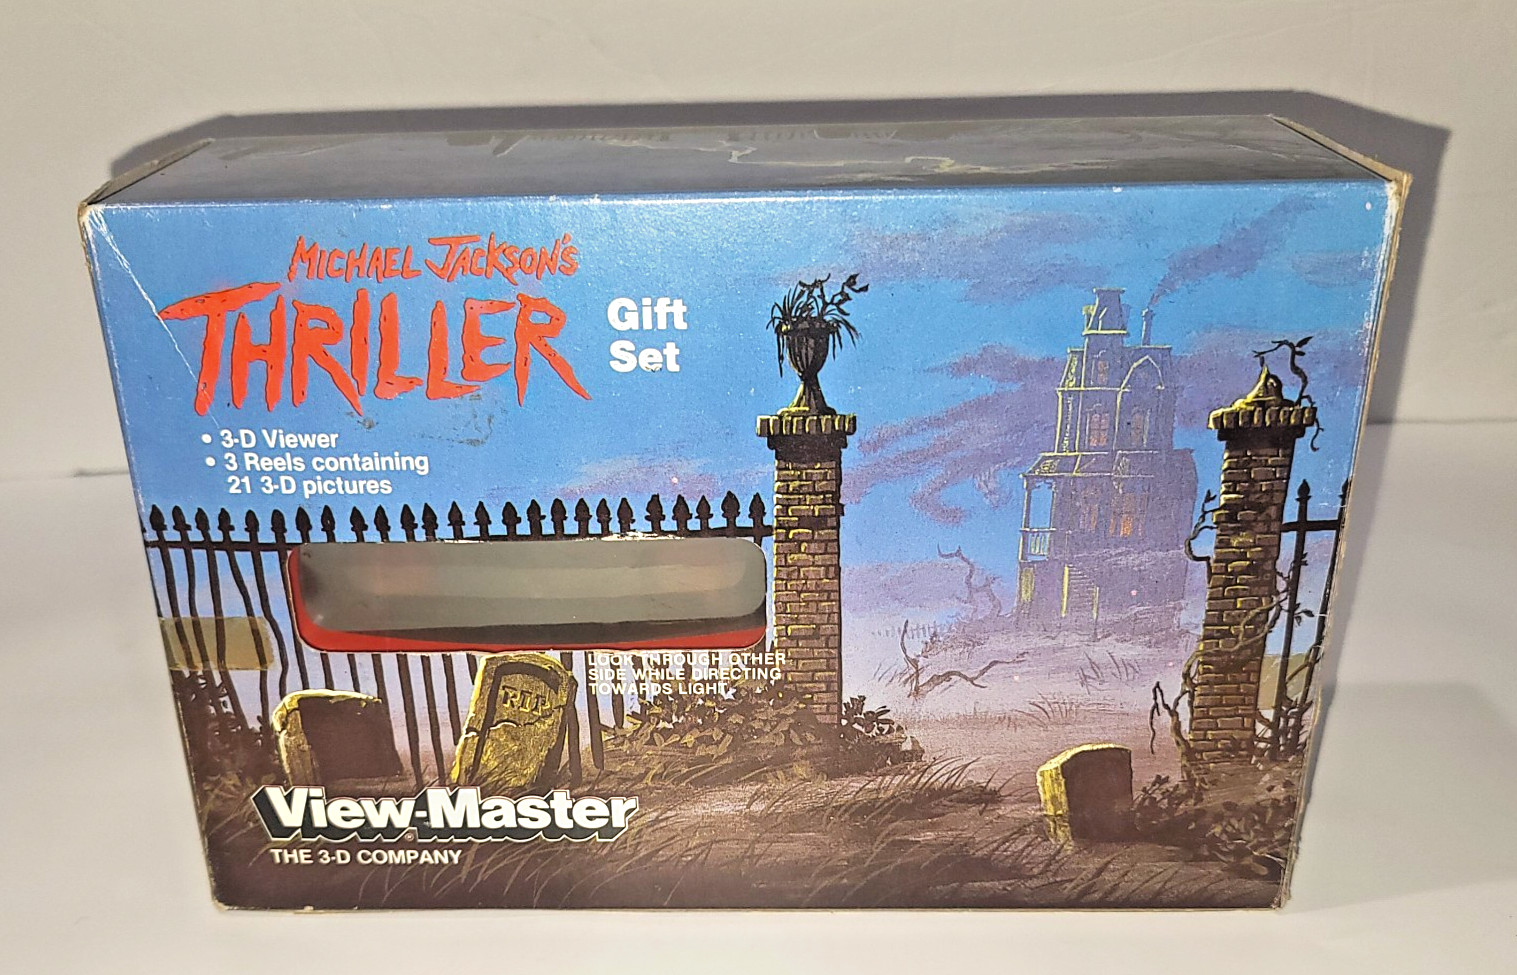 MICHAEL JACKSON'S
THRILLER
Gift
Set
• 3-D Viewer
• 3 Reels containing
21 3-D pictures
LOOK THROUGH OTHER
SIDE WHILE DIRECTING
TOWARDS LIGHT.
RIP
View-Master
®
THE 3-D COMPANY